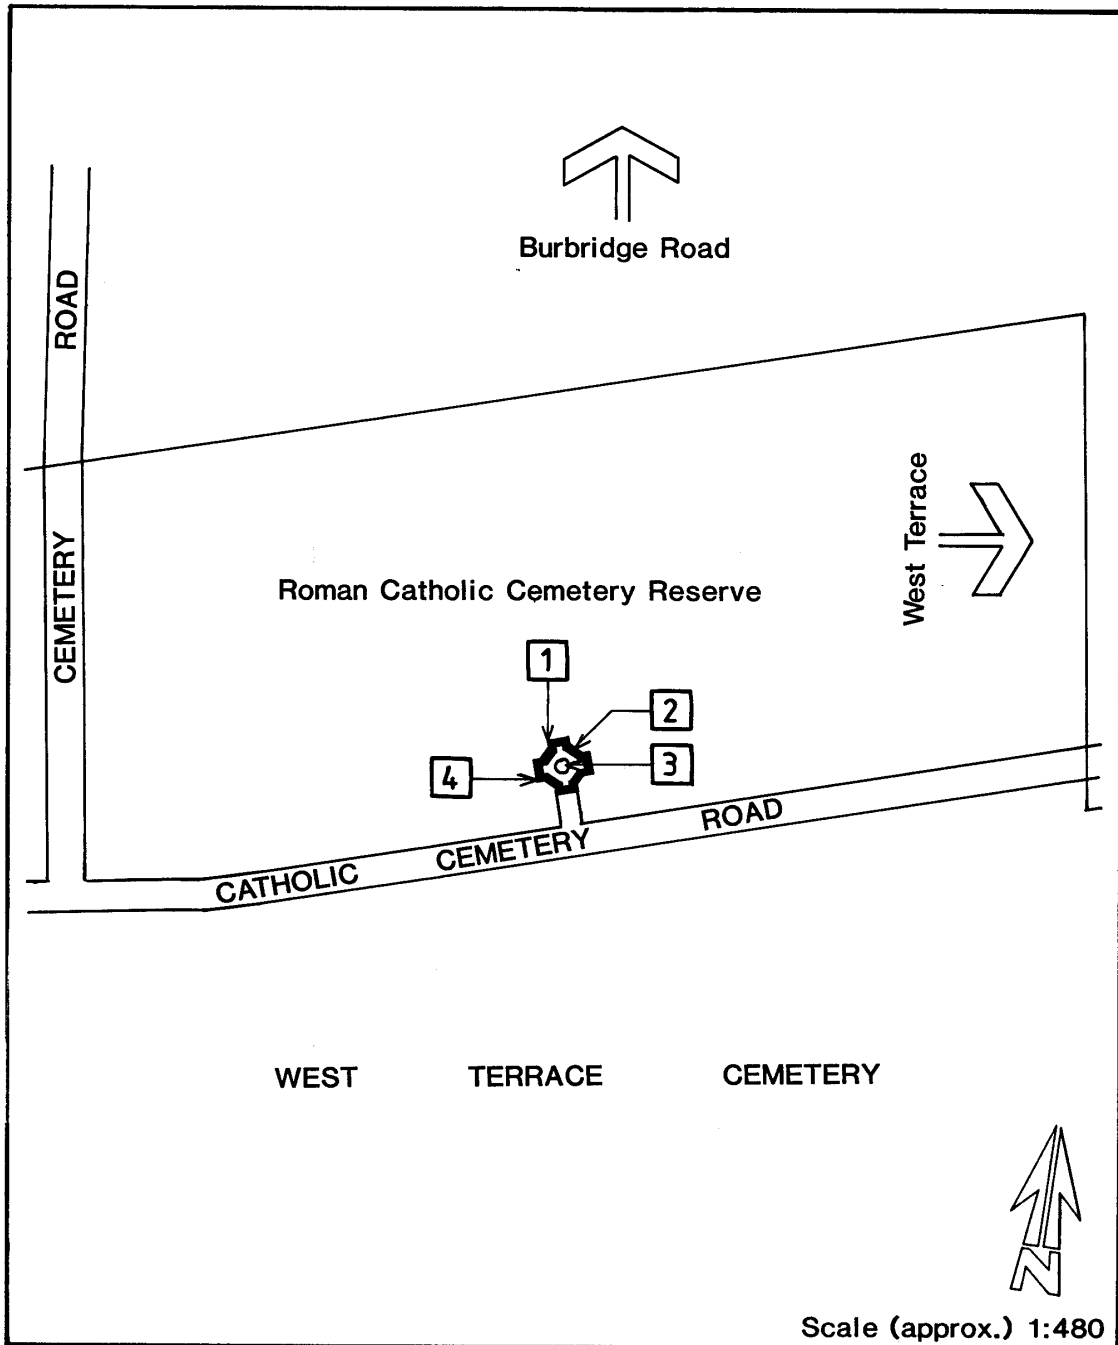 Burbridge Road
CEMETERY ROAD
West Terrace
Roman Catholic Cemetery Reserve
1
2
3
4
CATHOLIC CEMETERY ROAD
WEST TERRACE CEMETERY
N
Scale (approx.) 1:480